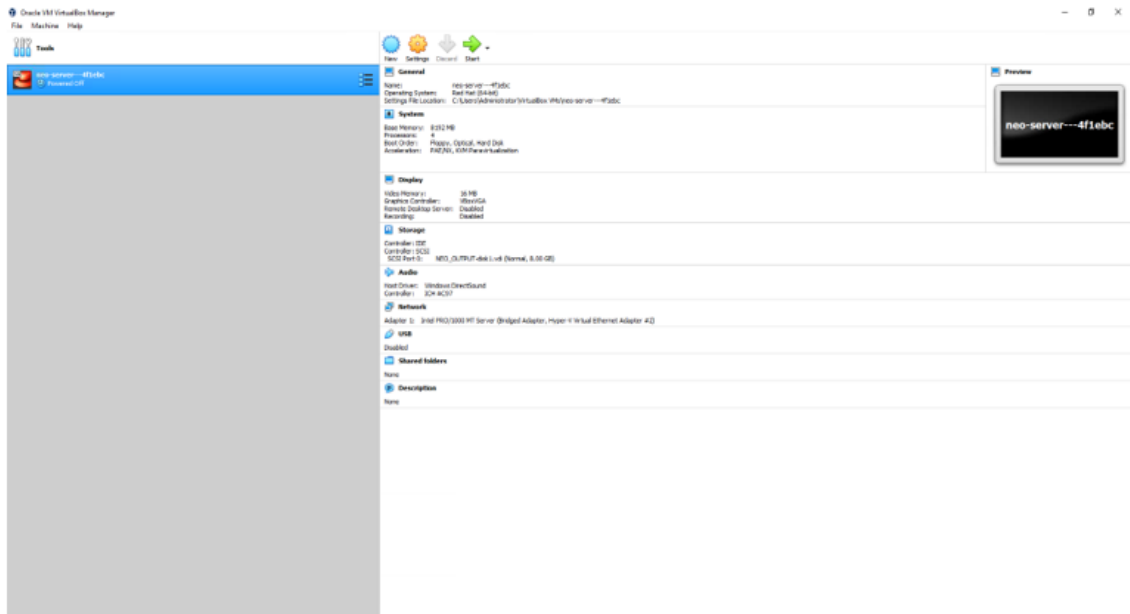 Oracle VM VirtualBox Manager
File Machine Help
Tools
neo-server---4f1ebc
Powered Off
New Settings Discard Start
General
Name: neo-server---4f1ebc
Operating System: Red Hat (64-bit)
Settings File Location: C:\Users\Administrator\VirtualBox VMs\neo-server---4f1ebc
System
Base Memory: 8192 MB
Processors: 4
Boot Order: Floppy, Optical, Hard Disk
Acceleration: PAE/NX, KVM Paravirtualization
Display
Video Memory: 16 MB
Graphics Controller: VBoxVGA
Remote Desktop Server: Disabled
Recording: Disabled
Storage
Controller: IDE
Controller: SCSI
SCSI Port 0: NEO_OUTPUT-disk1.vdi (Normal, 8.00 GB)
Audio
Host Driver: Windows DirectSound
Controller: ICH AC97
Network
Adapter 1: Intel PRO/1000 MT Server (Bridged Adapter, Hyper-V Virtual Ethernet Adapter #2)
USB
Disabled
Shared folders
None
Description
None
Preview
neo-server---4f1ebc